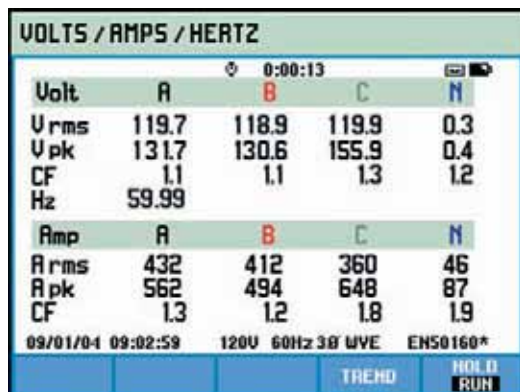 VOLTS / AMPS / HERTZ
0:00:13
Volt A B C N
V rms 119.7 118.9 119.9 0.3
V pk 131.7 130.6 155.9 0.4
CF 1.1 1.1 1.3 1.2
Hz 59.99
Amp A B C N
A rms 432 412 360 46
A pk 562 494 648 87
CF 1.3 1.2 1.8 1.9
09/01/04 09:02:59 120V 60Hz 3Ø WYE EN50160*
TREND HOLD
RUN